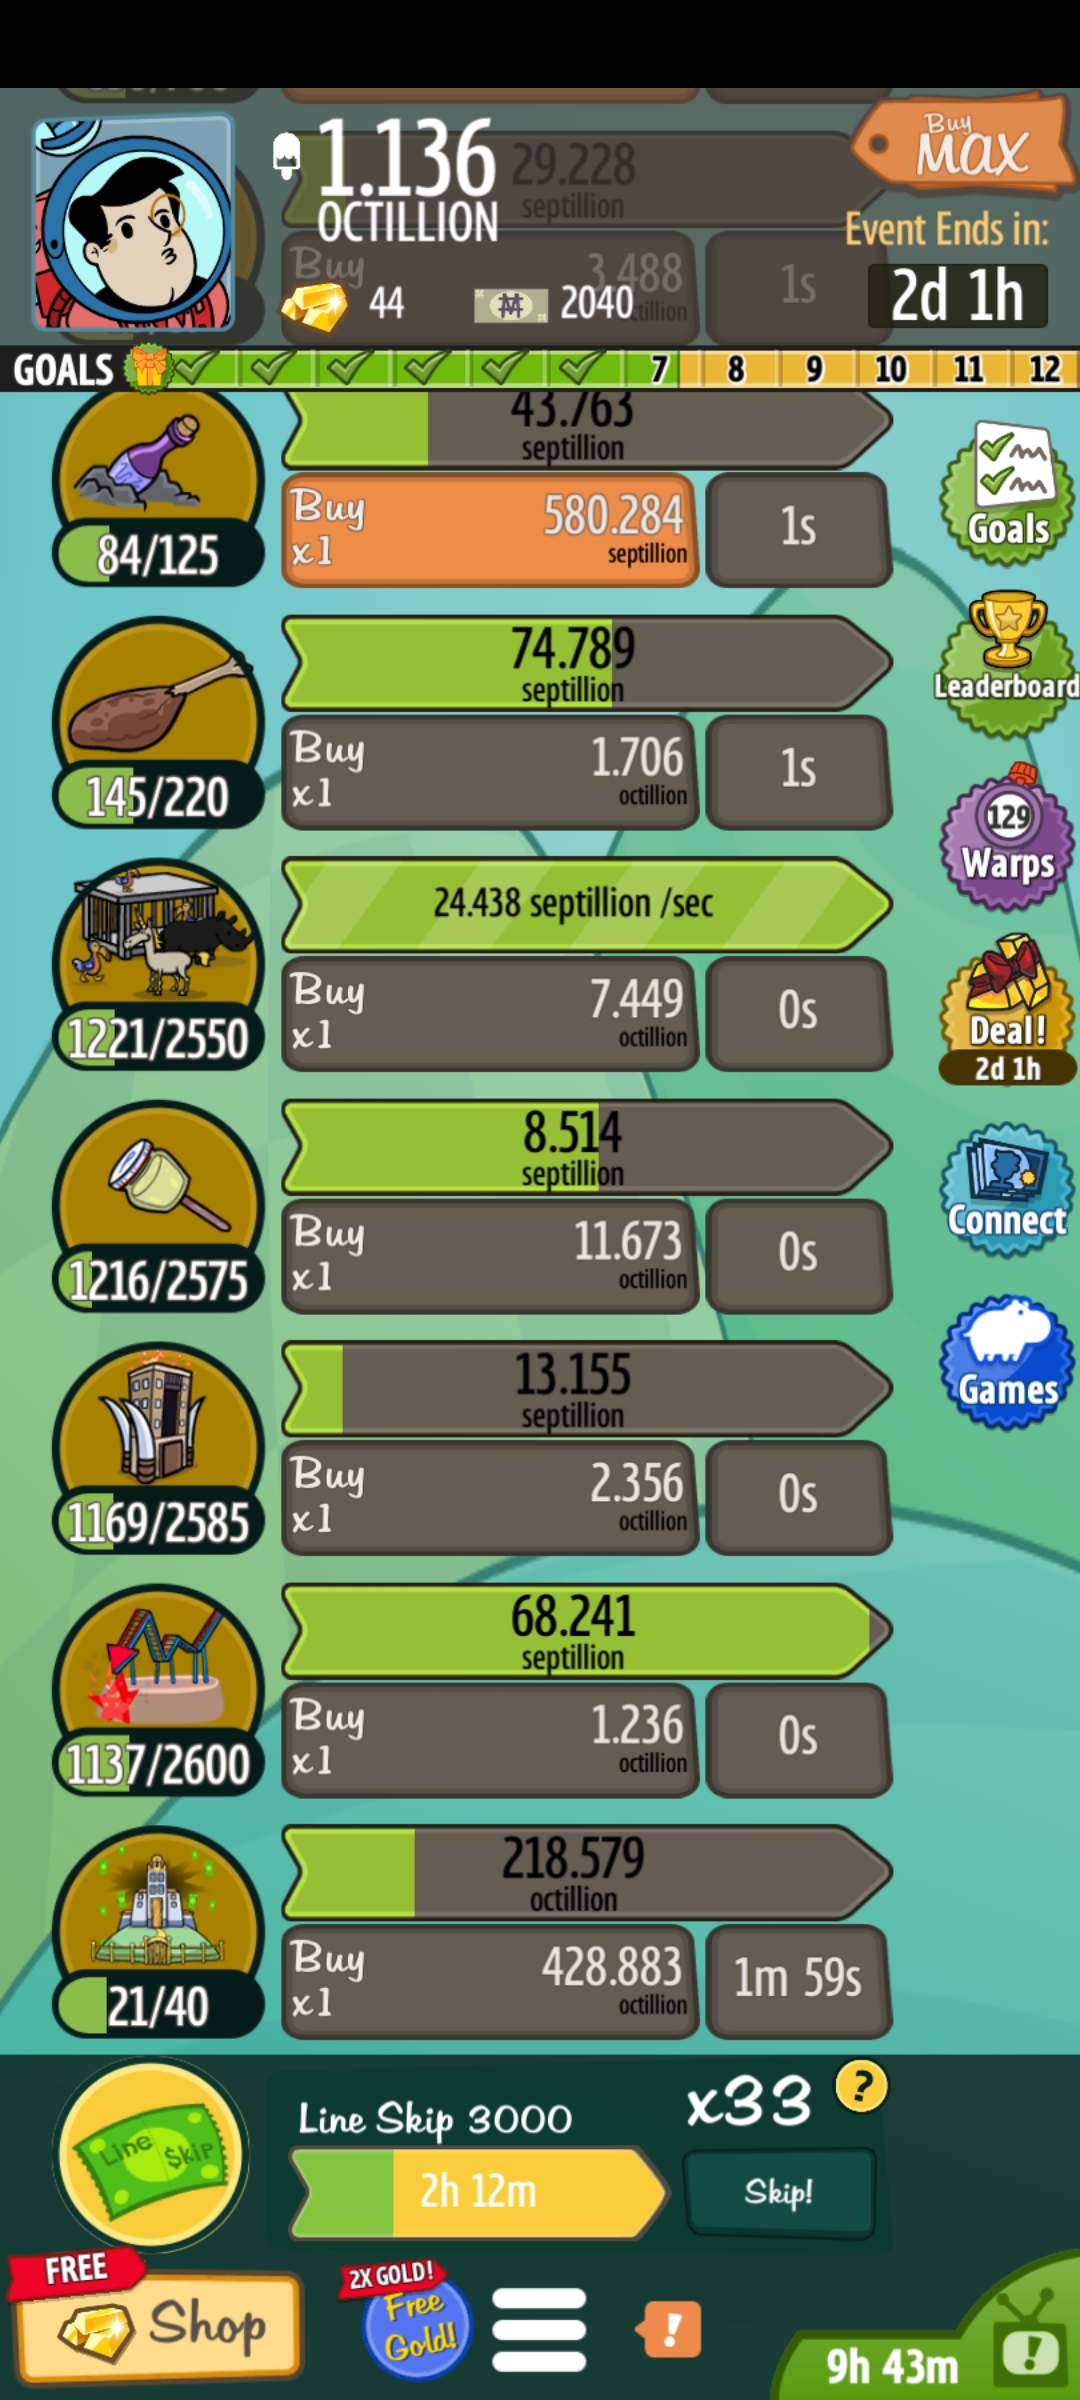 1.136
OCTILLION
29.228
septillion
Buy
MAX
Event Ends in:
2d 1h
Buy
3.488
1s
44
2040
GOALS
7
8
9
10
11
12
43.763
septillion
Buy
x1
580.284
septillion
1s
84/125
Goals
74.789
septillion
Buy
x1
1.706
octillion
1s
145/220
Leaderboard
129
Warps
24.438 septillion /sec
Buy
x1
7.449
octillion
0s
1221/2550
Deal!
2d 1h
8.514
septillion
Buy
x1
11.673
octillion
0s
1216/2575
Connect
13.155
septillion
Buy
x1
2.356
octillion
0s
1169/2585
Games
68.241
septillion
Buy
x1
1.236
octillion
0s
1137/2600
218.579
octillion
Buy
x1
428.883
octillion
1m 59s
21/40
Line $kip
Line Skip 3000
x33
?
2h 12m
Skip!
FREE
Shop
2X GOLD!
Free
Gold!
!
9h 43m
!